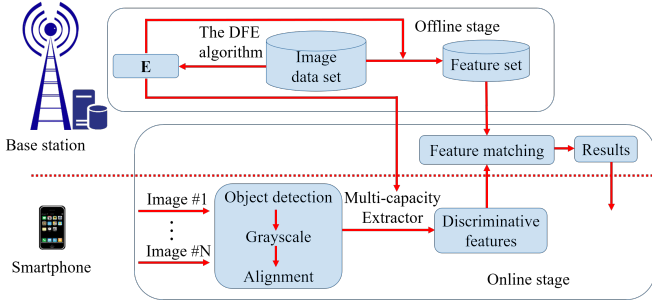 The DFE
algorithm
Offline stage
E
Image
data set
Feature set
Base station
Feature matching
Results
Image #1
Object detection
Multi-capacity
Extractor
Grayscale
Discriminative
features
Image #N
Alignment
Smartphone
Online stage